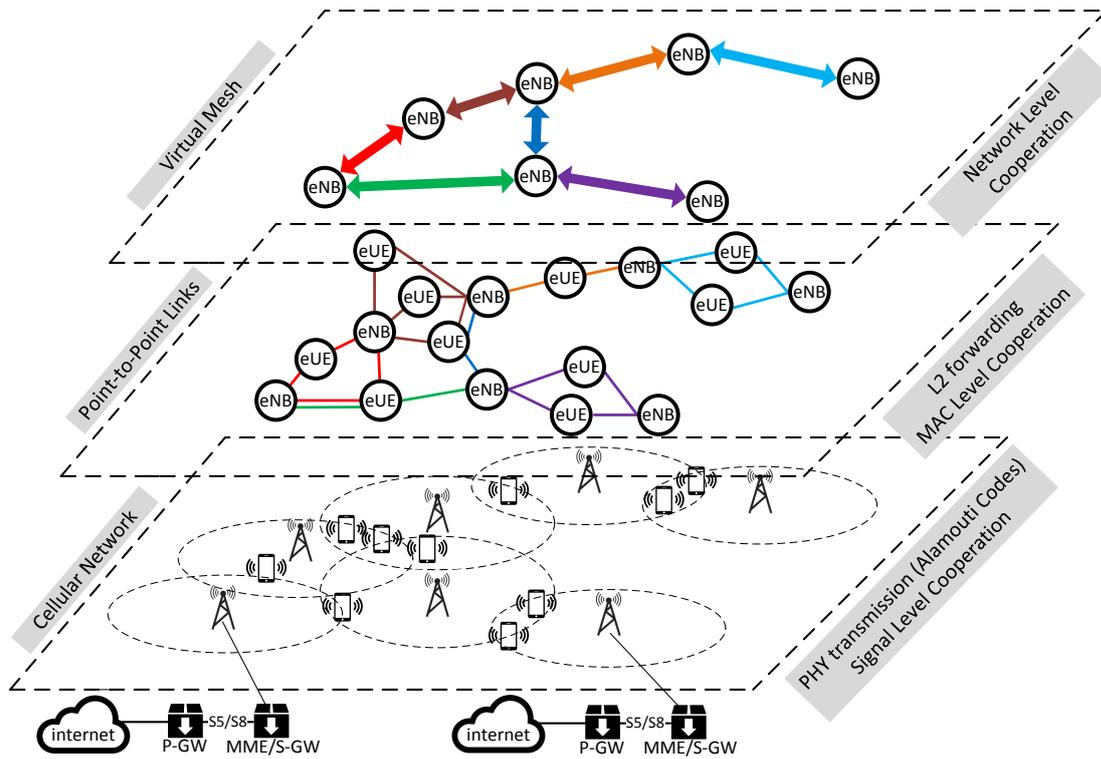 Virtual Mesh
eNB
eNB
eNB
eNB
eNB
eNB
eNB
eNB
Network Level
Cooperation
Point-to-Point Links
eUE
eUE
eNB
eUE
eNB
eUE
eNB
eUE
eNB
eUE
eUE
eUE
eNB
eUE
eNB
eUE
eUE
eNB
L2 forwarding
MAC Level Cooperation
Cellular Network
PHY transmission (Alamouti Codes)
Signal Level Cooperation
internet
P-GW
S5/S8
MME/S-GW
internet
P-GW
S5/S8
MME/S-GW